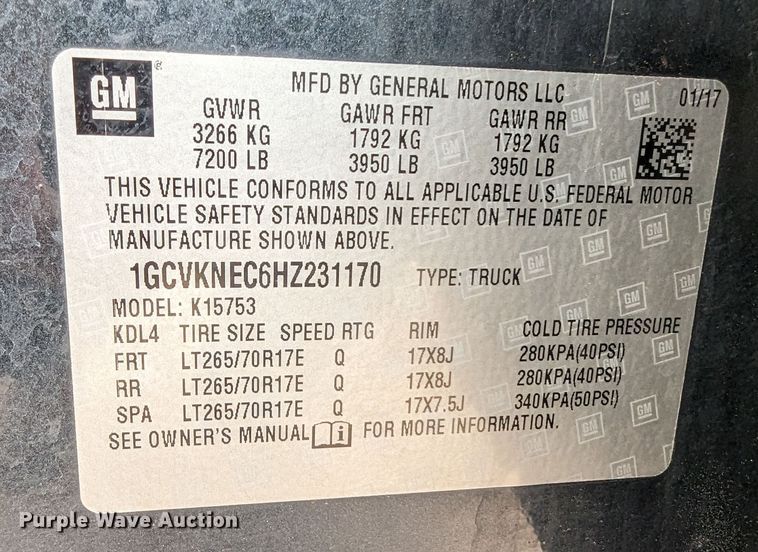 GM
MFD BY GENERAL MOTORS LLC 01/17
GVWR GAWR FRT GAWR RR
3266 KG 1792 KG 1792 KG
7200 LB 3950 LB 3950 LB
THIS VEHICLE CONFORMS TO ALL APPLICABLE U.S. FEDERAL MOTOR
VEHICLE SAFETY STANDARDS IN EFFECT ON THE DATE OF
MANUFACTURE SHOWN ABOVE.
1GCVKNEC6HZ231170 TYPE: TRUCK
MODEL: K15753
KDL4 TIRE SIZE SPEED RTG RIM COLD TIRE PRESSURE
FRT LT265/70R17E Q 17X8J 280KPA(40PSI)
RR LT265/70R17E Q 17X8J 280KPA(40PSI)
SPA LT265/70R17E Q 17X7.5J 340KPA(50PSI)
SEE OWNER'S MANUAL i FOR MORE INFORMATION.
Purple Wave Auction